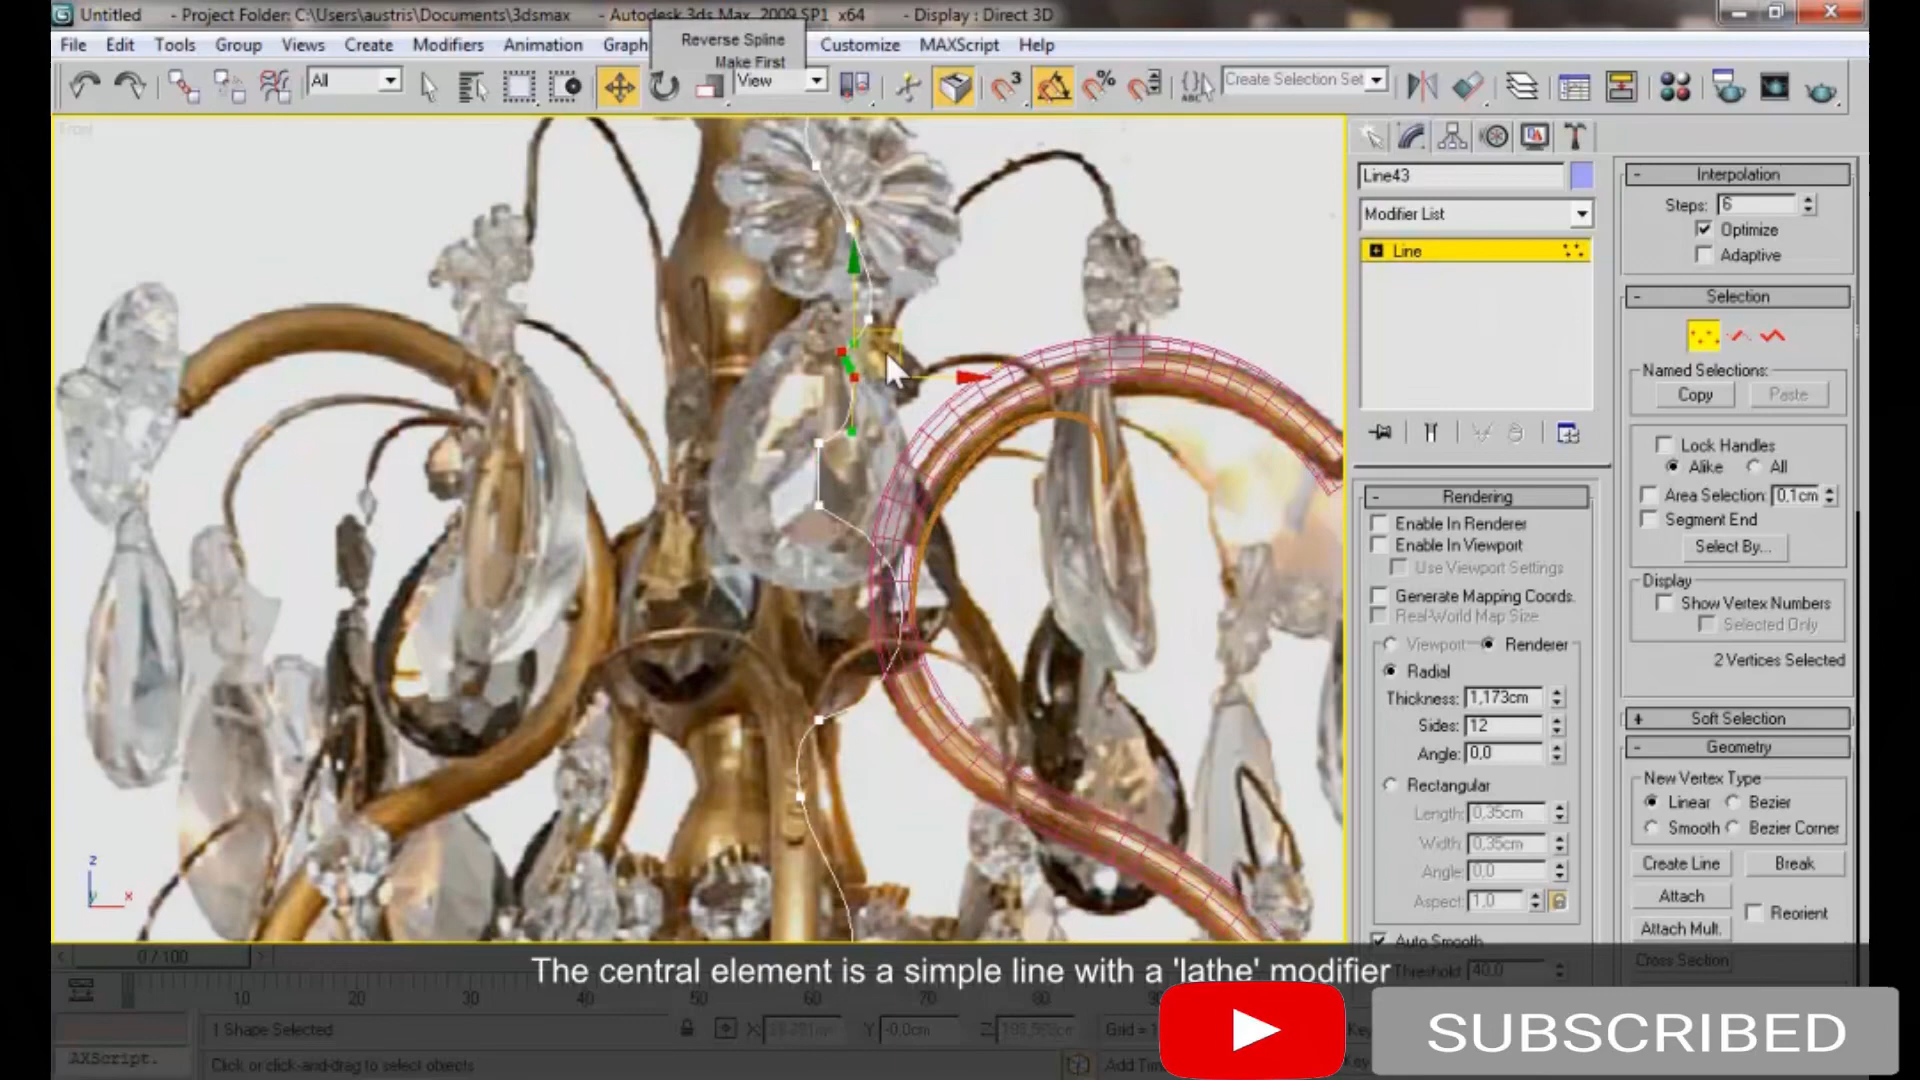 Untitled - Project Folder: C:\Users\austris\Documents\3dsmax - Autodesk 3ds Max 2009 SP1 x64 - Display : Direct 3D
File Edit Tools Group Views Create Modifiers Animation Graph Customize MAXScript Help
Reverse Spline
Make First
All
View
3
%
ABC
Create Selection Set
Front
Line43
Modifier List
Line
Rendering
Enable In Renderer
Enable In Viewport
Use Viewport Settings
Generate Mapping Coords.
Real-World Map Size
Viewport Renderer
Radial
Thickness: 1,173cm
Sides: 12
Angle: 0,0
Rectangular
Length: 0,35cm
Width: 0,35cm
Angle: 0,0
Aspect: 1,0
Auto Smooth
Threshold: 40,0
Interpolation
Steps: 6
Optimize
Adaptive
Selection
Named Selections:
Copy Paste
Lock Handles
Alike All
Area Selection: 0,1cm
Segment End
Select By...
Display
Show Vertex Numbers
Selected Only
2 Vertices Selected
Soft Selection
Geometry
New Vertex Type
Linear Bezier
Smooth Bezier Corner
Create Line Break
Attach
Reorient
Attach Mult.
Cross Section
z
y x
0 / 100
The central element is a simple line with a 'lathe' modifier
10 20 30 40 50 60 70 80
1 Shape Selected
X: Y: -0,0cm Z:
AXScript.
Click or click-and-drag to select objects
SUBSCRIBED